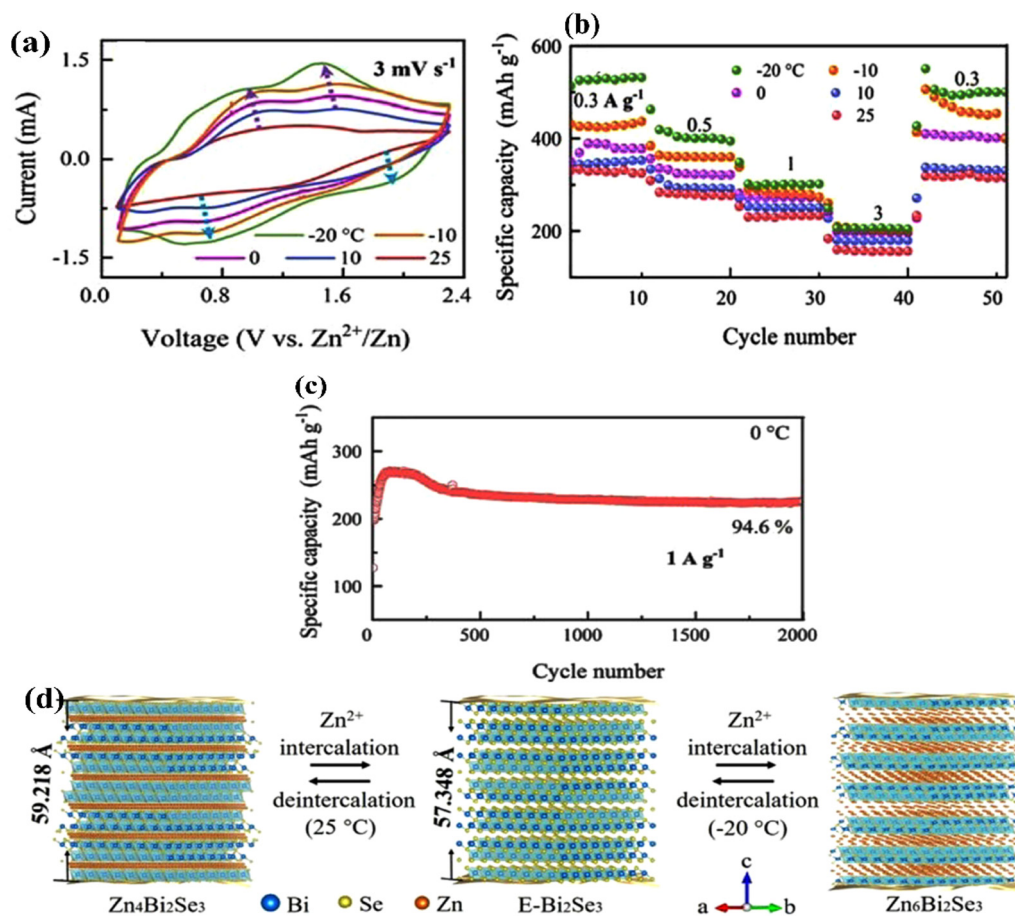 (a)
1.5
0.0
-1.5
Current (mA)
3 mV s⁻¹
-20 °C
-10
0
10
25
0.0
0.8
1.6
2.4
Voltage (V vs. Zn²⁺/Zn)
(b)
600
400
200
Specific capacity (mAh g⁻¹)
-20 °C
-10
0
10
25
0.3 A g⁻¹
0.5
1
3
0.3
10
20
30
40
50
Cycle number
(c)
300
200
100
Specific capacity (mAh g⁻¹)
0 °C
94.6 %
1 A g⁻¹
0
500
1000
1500
2000
Cycle number
(d)
59.218 Å
Zn²⁺
intercalation
deintercalation
(25 °C)
57.348 Å
Zn²⁺
intercalation
deintercalation
(-20 °C)
Zn₄Bi₂Se₃
Bi
Se
Zn
E-Bi₂Se₃
c
a
b
Zn₆Bi₂Se₃